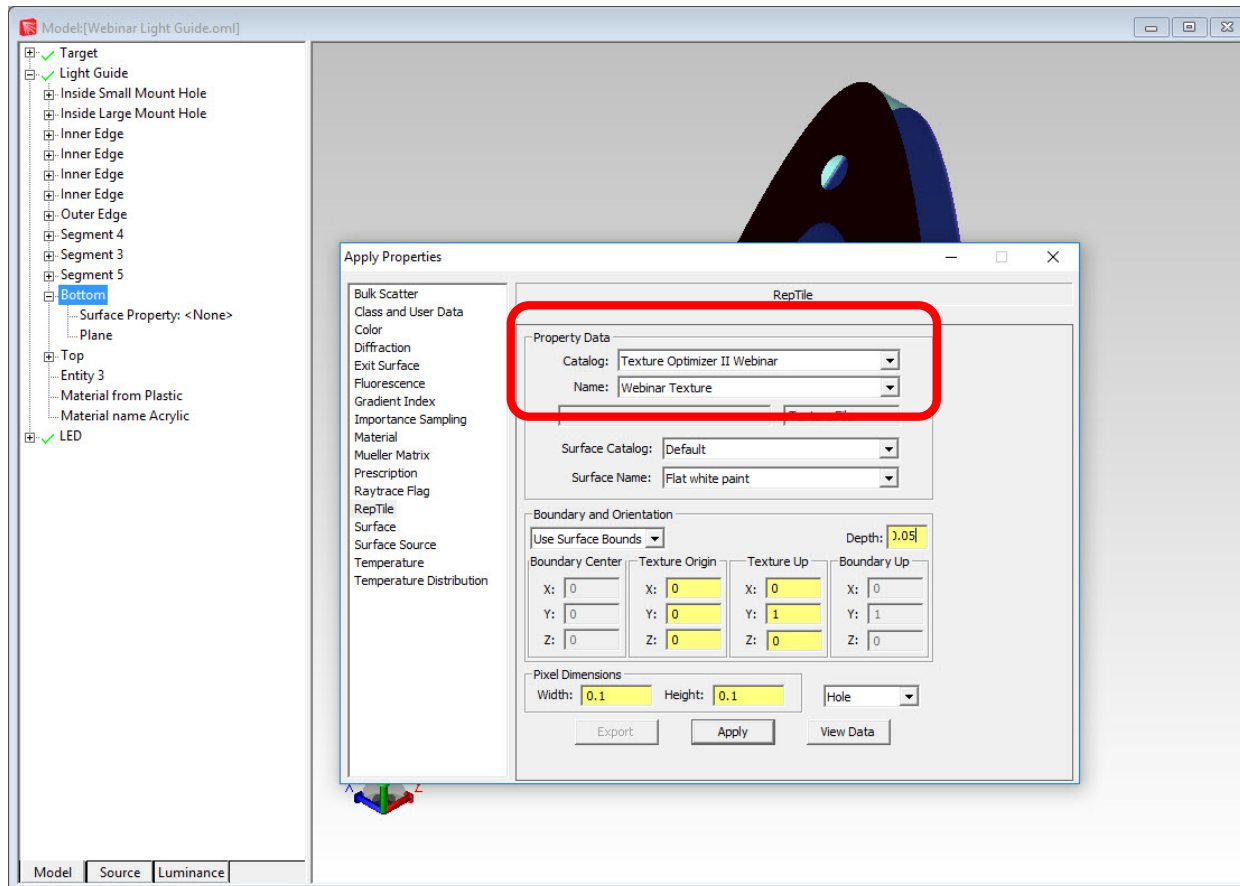 Model:[Webinar Light Guide.oml]
Target
Light Guide
Inside Small Mount Hole
Inside Large Mount Hole
Inner Edge
Inner Edge
Inner Edge
Inner Edge
Outer Edge
Segment 4
Segment 3
Segment 5
Bottom
Surface Property: <None>
Plane
Top
Entity 3
Material from Plastic
Material name Acrylic
LED
Model Source Luminance
Apply Properties
Bulk Scatter
Class and User Data
Color
Diffraction
Exit Surface
Fluorescence
Gradient Index
Importance Sampling
Material
Mueller Matrix
Prescription
Raytrace Flag
RepTile
Surface
Surface Source
Temperature
Temperature Distribution
RepTile
Property Data
Catalog: Texture Optimizer II Webinar
Name: Webinar Texture
Surface Catalog: Default
Surface Name: Flat white paint
Boundary and Orientation
Use Surface Bounds Depth: 0.05
Boundary Center Texture Origin Texture Up Boundary Up
X: 0 X: 0 X: 0 X: 0
Y: 0 Y: 0 Y: 1 Y: 1
Z: 0 Z: 0 Z: 0 Z: 0
Pixel Dimensions
Width: 0.1 Height: 0.1 Hole
Export Apply View Data
X Z